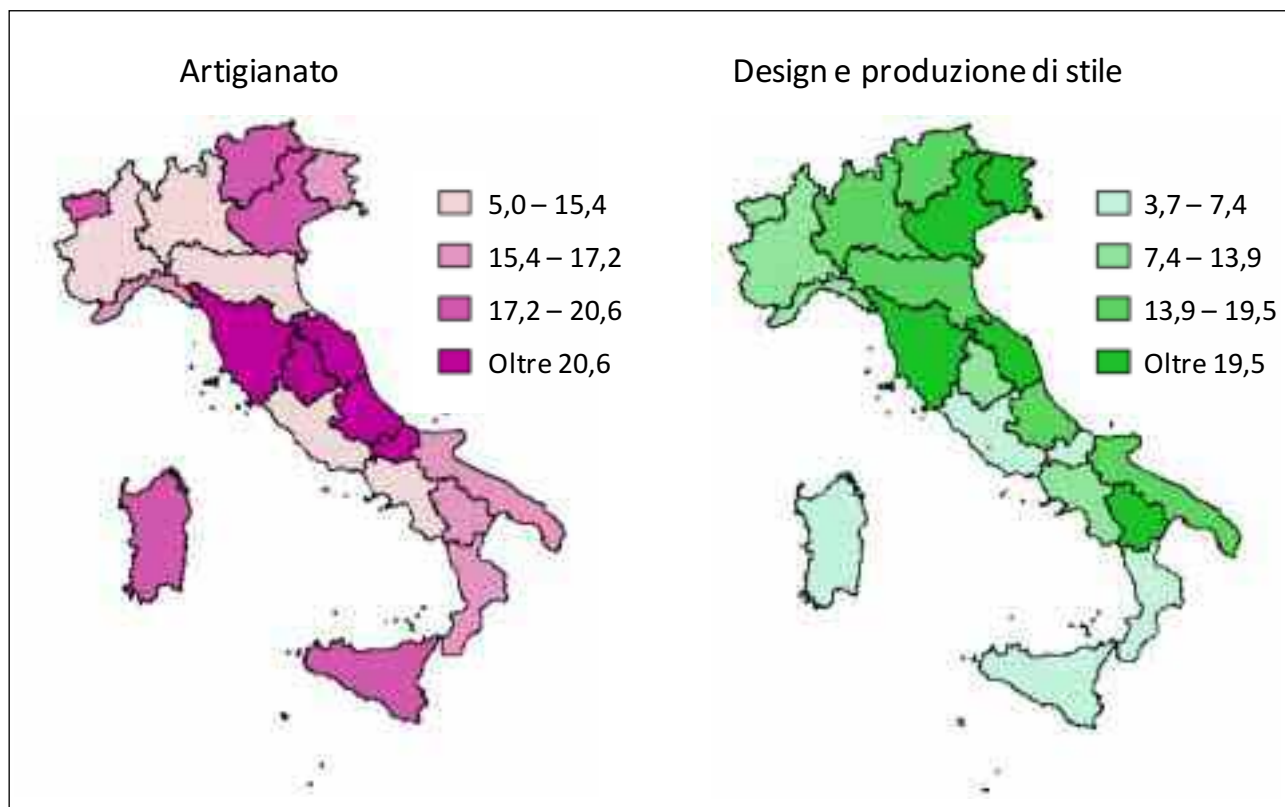 Artigianato
5,0 – 15,4
15,4 – 17,2
17,2 – 20,6
Oltre 20,6
Design e produzione di stile
3,7 – 7,4
7,4 – 13,9
13,9 – 19,5
Oltre 19,5